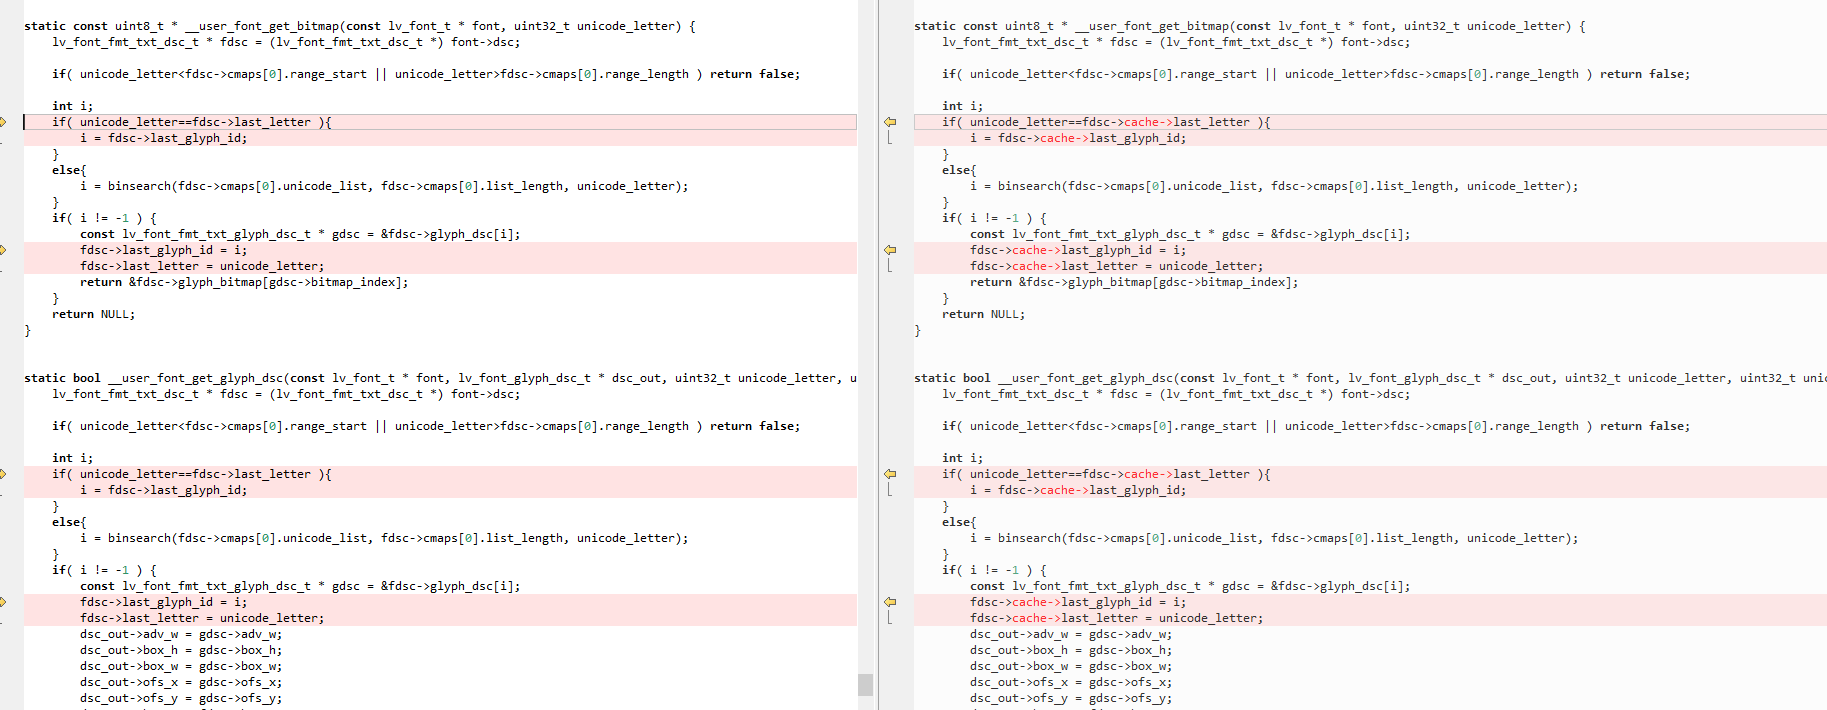 static const uint8_t * __user_font_get_bitmap(const lv_font_t * font, uint32_t unicode_letter) {
    lv_font_fmt_txt_dsc_t * fdsc = (lv_font_fmt_txt_dsc_t *) font->dsc;
    if( unicode_letter<fdsc->cmaps[0].range_start || unicode_letter>fdsc->cmaps[0].range_length ) return false;
    int i;
    if( unicode_letter==fdsc->last_letter ){
        i = fdsc->last_glyph_id;
    }
    else{
        i = binsearch(fdsc->cmaps[0].unicode_list, fdsc->cmaps[0].list_length, unicode_letter);
    }
    if( i != -1 ) {
        const lv_font_fmt_txt_glyph_dsc_t * gdsc = &fdsc->glyph_dsc[i];
        fdsc->last_glyph_id = i;
        fdsc->last_letter = unicode_letter;
        return &fdsc->glyph_bitmap[gdsc->bitmap_index];
    }
    return NULL;
}
static bool __user_font_get_glyph_dsc(const lv_font_t * font, lv_font_glyph_dsc_t * dsc_out, uint32_t unicode_letter, u
    lv_font_fmt_txt_dsc_t * fdsc = (lv_font_fmt_txt_dsc_t *) font->dsc;
    if( unicode_letter<fdsc->cmaps[0].range_start || unicode_letter>fdsc->cmaps[0].range_length ) return false;
    int i;
    if( unicode_letter==fdsc->last_letter ){
        i = fdsc->last_glyph_id;
    }
    else{
        i = binsearch(fdsc->cmaps[0].unicode_list, fdsc->cmaps[0].list_length, unicode_letter);
    }
    if( i != -1 ) {
        const lv_font_fmt_txt_glyph_dsc_t * gdsc = &fdsc->glyph_dsc[i];
        fdsc->last_glyph_id = i;
        fdsc->last_letter = unicode_letter;
        dsc_out->adv_w = gdsc->adv_w;
        dsc_out->box_h = gdsc->box_h;
        dsc_out->box_w = gdsc->box_w;
        dsc_out->ofs_x = gdsc->ofs_x;
        dsc_out->ofs_y = gdsc->ofs_y;
static const uint8_t * __user_font_get_bitmap(const lv_font_t * font, uint32_t unicode_letter) {
    lv_font_fmt_txt_dsc_t * fdsc = (lv_font_fmt_txt_dsc_t *) font->dsc;
    if( unicode_letter<fdsc->cmaps[0].range_start || unicode_letter>fdsc->cmaps[0].range_length ) return false;
    int i;
    if( unicode_letter==fdsc->cache->last_letter ){
        i = fdsc->cache->last_glyph_id;
    }
    else{
        i = binsearch(fdsc->cmaps[0].unicode_list, fdsc->cmaps[0].list_length, unicode_letter);
    }
    if( i != -1 ) {
        const lv_font_fmt_txt_glyph_dsc_t * gdsc = &fdsc->glyph_dsc[i];
        fdsc->cache->last_glyph_id = i;
        fdsc->cache->last_letter = unicode_letter;
        return &fdsc->glyph_bitmap[gdsc->bitmap_index];
    }
    return NULL;
}
static bool __user_font_get_glyph_dsc(const lv_font_t * font, lv_font_glyph_dsc_t * dsc_out, uint32_t unicode_letter, uint32_t uni
    lv_font_fmt_txt_dsc_t * fdsc = (lv_font_fmt_txt_dsc_t *) font->dsc;
    if( unicode_letter<fdsc->cmaps[0].range_start || unicode_letter>fdsc->cmaps[0].range_length ) return false;
    int i;
    if( unicode_letter==fdsc->cache->last_letter ){
        i = fdsc->cache->last_glyph_id;
    }
    else{
        i = binsearch(fdsc->cmaps[0].unicode_list, fdsc->cmaps[0].list_length, unicode_letter);
    }
    if( i != -1 ) {
        const lv_font_fmt_txt_glyph_dsc_t * gdsc = &fdsc->glyph_dsc[i];
        fdsc->cache->last_glyph_id = i;
        fdsc->cache->last_letter = unicode_letter;
        dsc_out->adv_w = gdsc->adv_w;
        dsc_out->box_h = gdsc->box_h;
        dsc_out->box_w = gdsc->box_w;
        dsc_out->ofs_x = gdsc->ofs_x;
        dsc_out->ofs_y = gdsc->ofs_y;